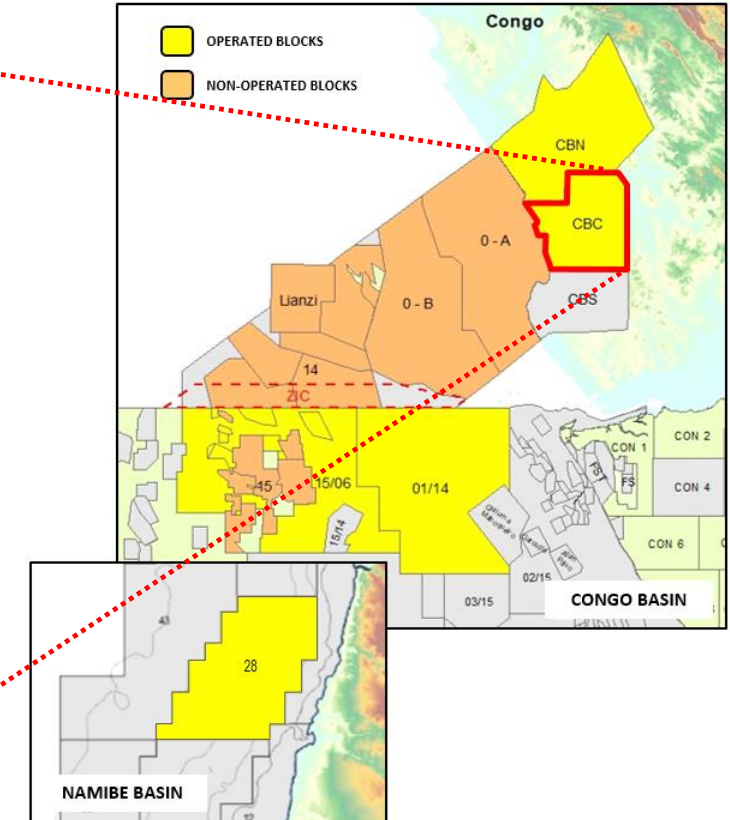 Congo
OPERATED BLOCKS
NON-OPERATED BLOCKS
CBN
CBC
0 - A
CBS
Lianzi
0 - B
14
ZIC
CON 1
CON 2
15
15/06
01/14
FST
FS
CON 4
15/14
CON 6
02/15
03/15
CONGO BASIN
43
28
NAMIBE BASIN